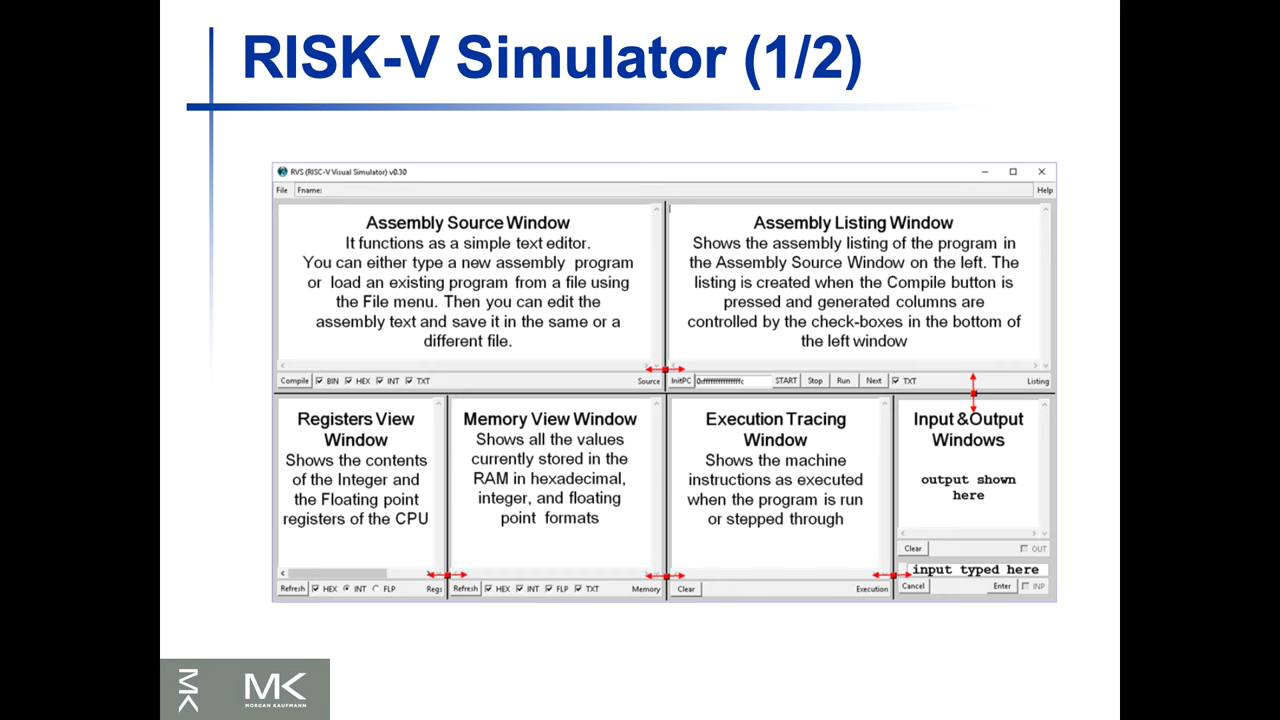 RISK-V Simulator (1/2)
RVS (RISC-V Visual Simulator) v0.30
File Fname: Help
Assembly Source Window
It functions as a simple text editor.
You can either type a new assembly program
or load an existing program from a file using
the File menu. Then you can edit the
assembly text and save it in the same or a
different file.
Assembly Listing Window
Shows the assembly listing of the program in
the Assembly Source Window on the left. The
listing is created when the Compile button is
pressed and generated columns are
controlled by the check-boxes in the bottom of
the left window
Compile BIN HEX INT TXT Source
InitPC 0xfffffffffffffffc START Stop Run Next TXT Listing
Registers View
Window
Shows the contents
of the Integer and
the Floating point
registers of the CPU
Refresh HEX INT FLP Regs
Memory View Window
Shows all the values
currently stored in the
RAM in hexadecimal,
integer, and floating
point formats
Refresh HEX INT FLP TXT Memory
Execution Tracing
Window
Shows the machine
instructions as executed
when the program is run
or stepped through
Clear Execution
Input &Output
Windows
output shown
here
Clear OUT
input typed here
Cancel Enter INP
MK
MK
MORGAN KAUFMANN